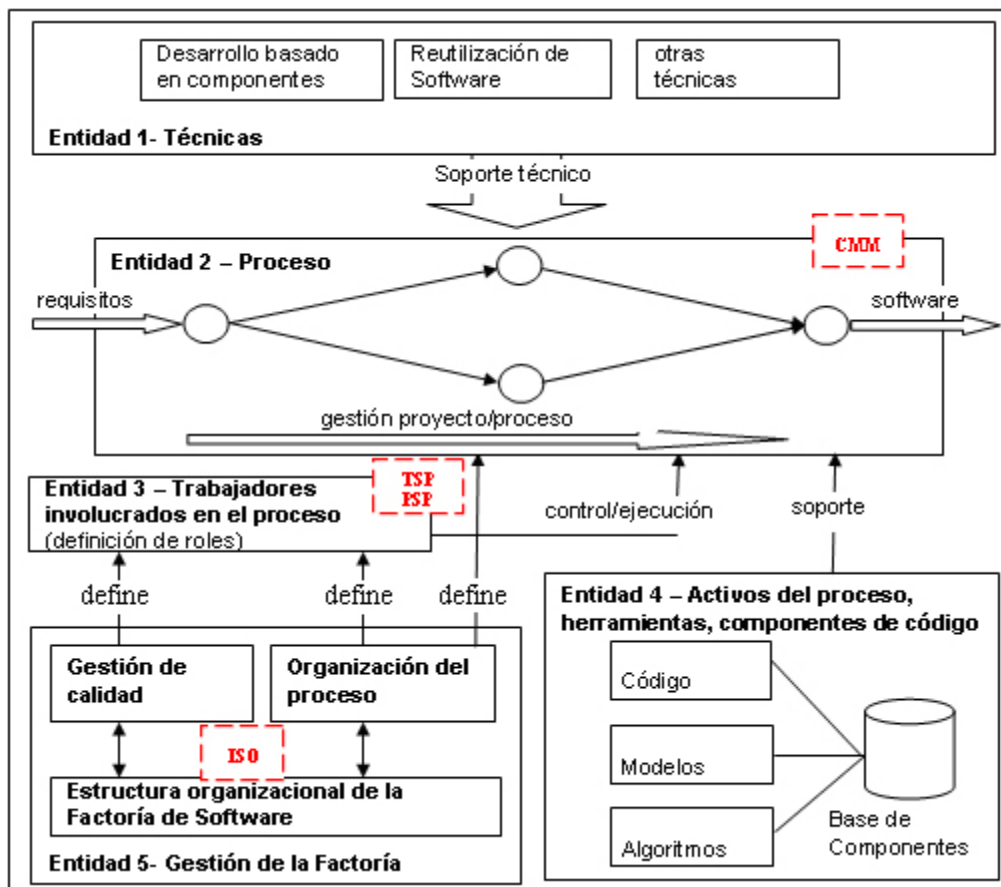 Desarrollo basado
en componentes
Reutilización de
Software
otras
técnicas
Entidad 1- Técnicas
Soporte técnico
CMM
Entidad 2 – Proceso
requisitos
software
gestión proyecto/proceso
TSP
PSP
Entidad 3 – Trabajadores
involucrados en el proceso
(definición de roles)
control/ejecución
soporte
define
define
define
Entidad 4 – Activos del proceso,
herramientas, componentes de código
Gestión de
calidad
Organización del
proceso
Código
ISO
Modelos
Estructura organizacional de la
Factoría de Software
Algoritmos
Base de
Componentes
Entidad 5- Gestión de la Factoría